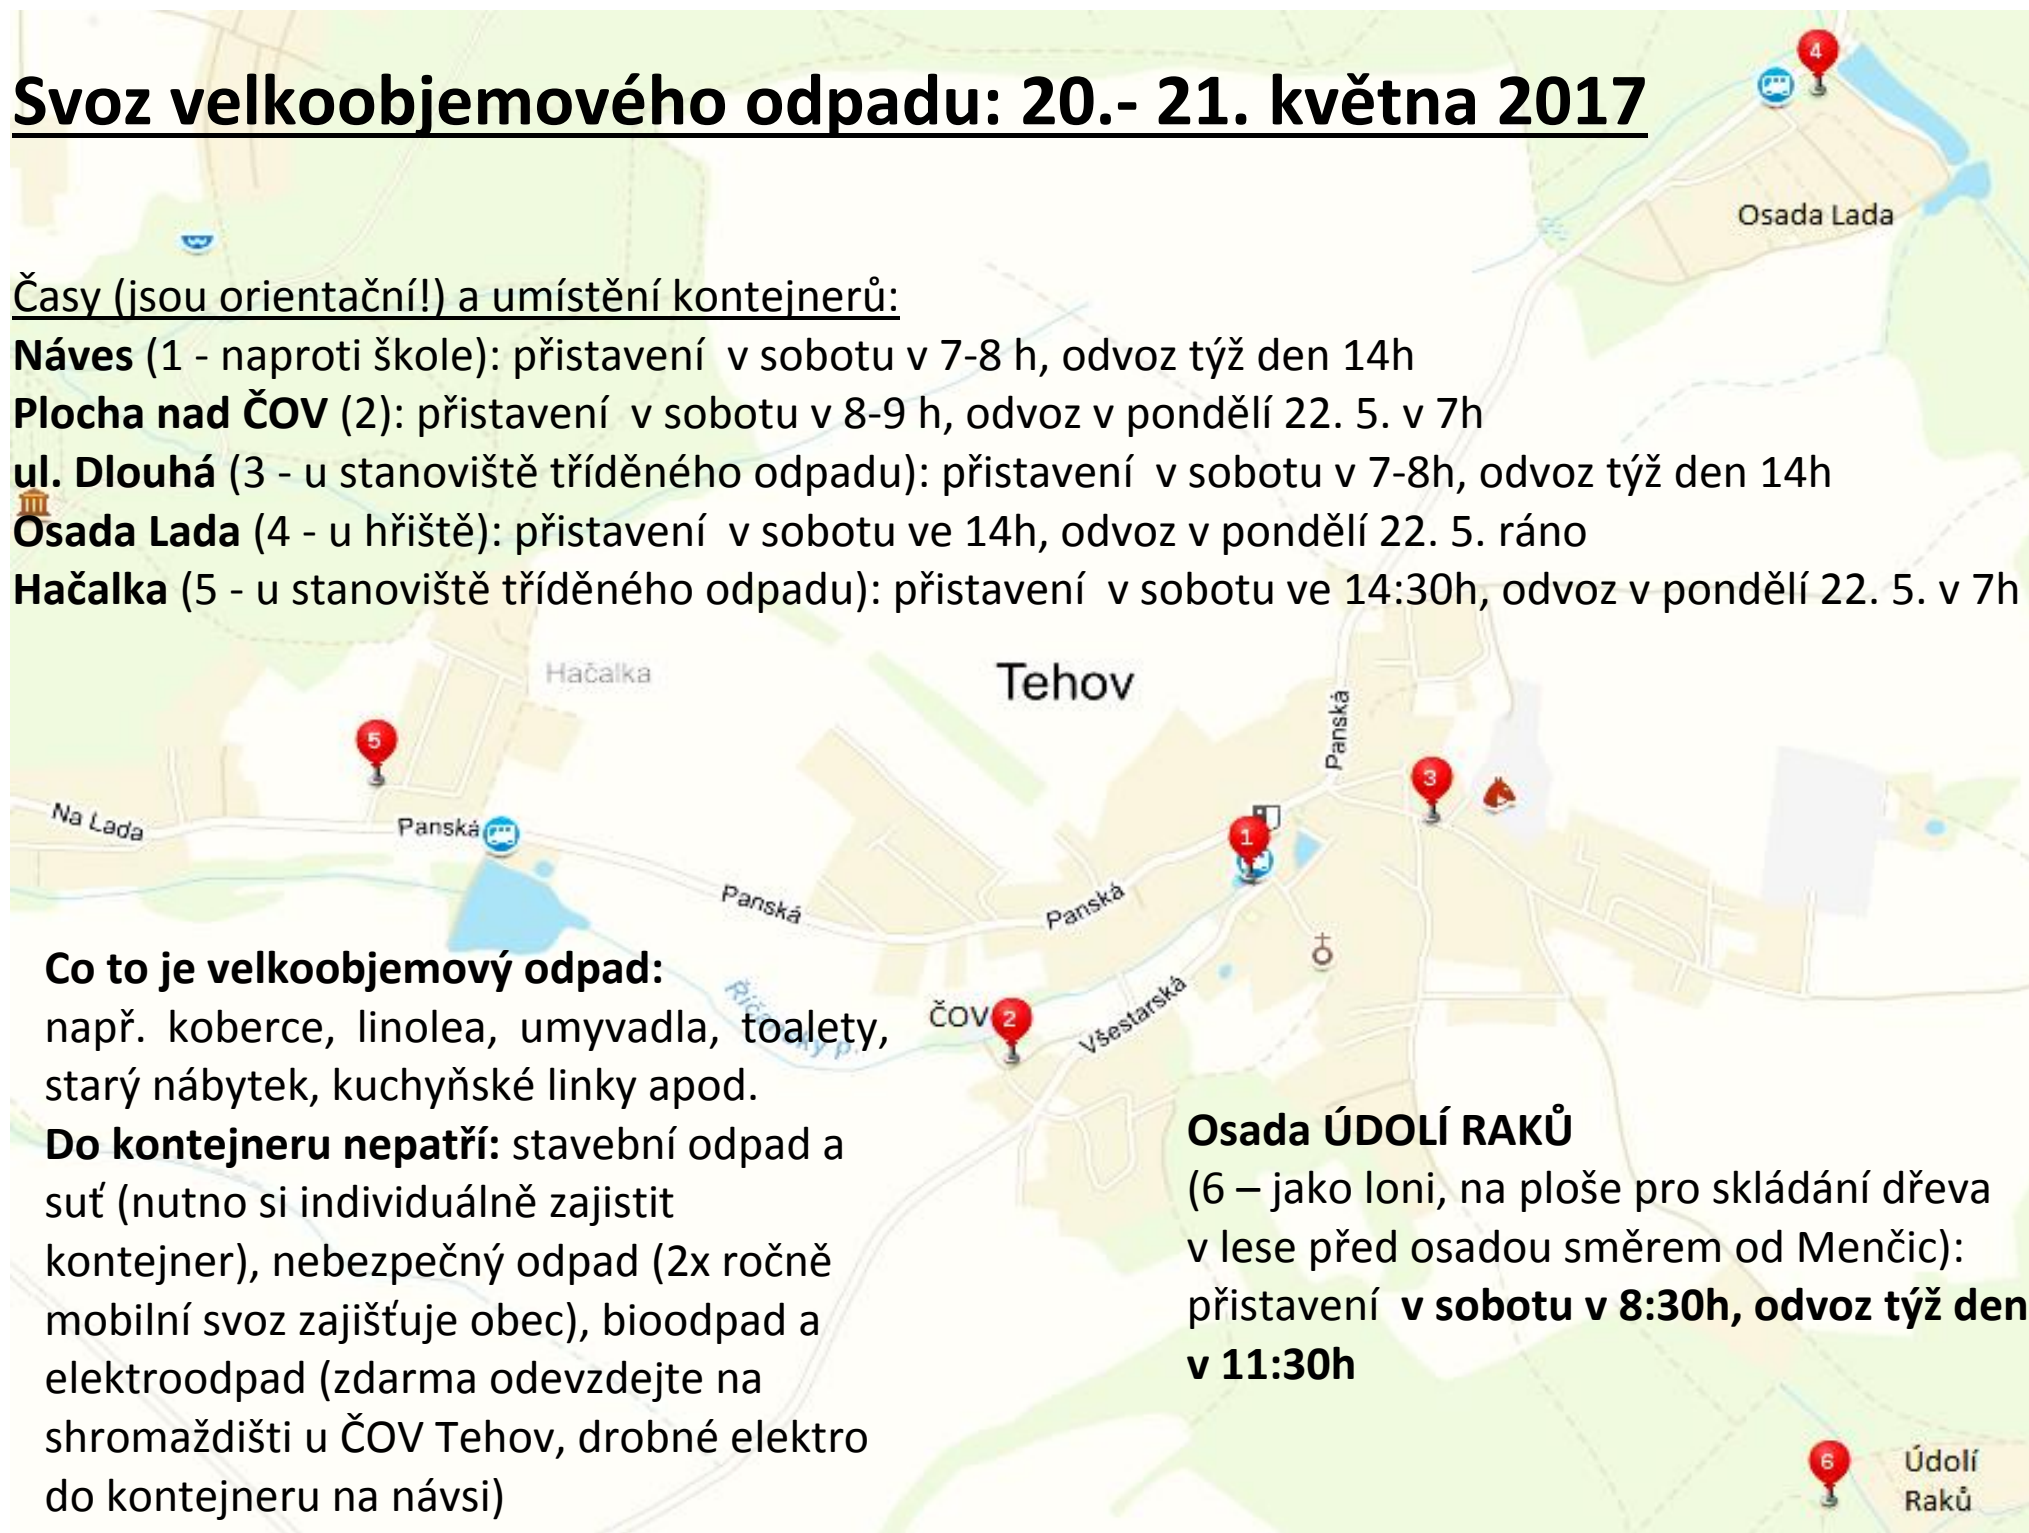 Svoz velkoobjemového odpadu: 20.- 21. května 2017
4
Osada Lada
Časy (jsou orientační!) a umístění kontejnerů:
Náves (1 - naproti škole): přistavení v sobotu v 7-8 h, odvoz týž den 14h
Plocha nad ČOV (2): přistavení v sobotu v 8-9 h, odvoz v pondělí 22. 5. v 7h
ul. Dlouhá (3 - u stanoviště tříděného odpadu): přistavení v sobotu v 7-8h, odvoz týž den 14h
Osada Lada (4 - u hřiště): přistavení v sobotu ve 14h, odvoz v pondělí 22. 5. ráno
Hačalka (5 - u stanoviště tříděného odpadu): přistavení v sobotu ve 14:30h, odvoz v pondělí 22. 5. v 7h
Hačalka
Tehov
Panská
5
3
Na Lada
Panská
1
Panská
Panská
Všestarská
Říčanský p.
ČOV
2
Co to je velkoobjemový odpad:
např. koberce, linolea, umyvadla, toalety,
starý nábytek, kuchyňské linky apod.
Do kontejneru nepatří: stavební odpad a
suť (nutno si individuálně zajistit
kontejner), nebezpečný odpad (2x ročně
mobilní svoz zajišťuje obec), bioodpad a
elektroodpad (zdarma odevzdejte na
shromaždišti u ČOV Tehov, drobné elektro
do kontejneru na návsi)
Osada ÚDOLÍ RAKŮ
(6 – jako loni, na ploše pro skládání dřeva
v lese před osadou směrem od Menčic):
přistavení v sobotu v 8:30h, odvoz týž den
v 11:30h
6
Údolí
Raků